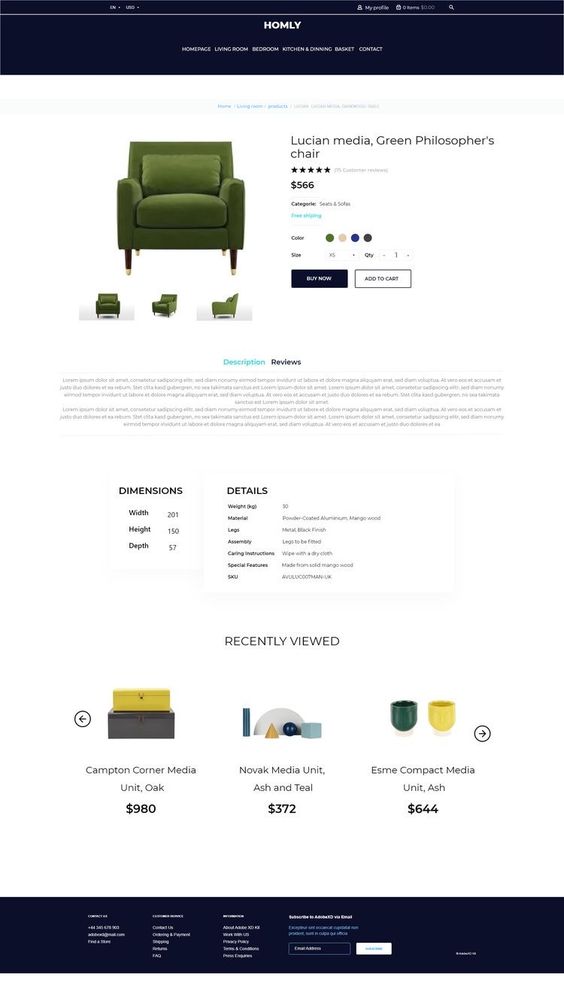 EN USD My profile 0 Items $0.00
HOMLY
HOMEPAGE LIVING ROOM BEDROOM KITCHEN & DINNING BASKET CONTACT
Home / Living room / products / LUCIAN LUCIAN MEDIA, DARKWOOD TABLE
Lucian media, Green Philosopher's
chair
(75 Customer reviews)
$566
Categorie: Seats & Sofas
Free shiping
Color
Size XS Qty - 1 +
BUY NOW ADD TO CART
Description Reviews
Lorem ipsum dolor sit amet, consetetur sadipscing elitr, sed diam nonumy eirmod tempor invidunt ut labore et dolore magna aliquyam erat, sed diam voluptua. At vero eos et accusam et
justo duo dolores et ea rebum. Stet clita kasd gubergren, no sea takimata sanctus est Lorem ipsum dolor sit amet. Lorem ipsum dolor sit amet, consetetur sadipscing elitr, sed diam nonumy
eirmod tempor invidunt ut labore et dolore magna aliquyam erat, sed diam voluptua. At vero eos et accusam et justo duo dolores et ea rebum. Stet clita kasd gubergren, no sea takimata
sanctus est Lorem ipsum dolor sit amet.
Lorem ipsum dolor sit amet, consetetur sadipscing elitr, sed diam nonumy eirmod tempor invidunt ut labore et dolore magna aliquyam erat, sed diam voluptua. At vero eos et accusam et
justo duo dolores et ea rebum. Stet clita kasd gubergren, no sea takimata sanctus est Lorem ipsum dolor sit amet. Lorem ipsum dolor sit amet, consetetur sadipscing elitr, sed diam nonumy
eirmod tempor invidunt ut labore et dolore magna aliquyam erat, sed diam voluptua. At vero eos et accusam et justo duo dolores et ea
DIMENSIONS
Width 201
Height 150
Depth 57
DETAILS
Weight (kg) 30
Material Powder-Coated Aluminium, Mango wood
Legs Metal, Black Finish
Assembly Legs to be fitted
Caring Instructions Wipe with a dry cloth
Special Features Made from solid mango wood
SKU AVULUC007MAN-UK
RECENTLY VIEWED
Campton Corner Media
Unit, Oak
$980
Novak Media Unit,
Ash and Teal
$372
Esme Compact Media
Unit, Ash
$644
CONTACT US
+44 345 678 903
adobexd@mail.com
Find a Store
CUSTOMER SERVICE
Contact Us
Ordering & Payment
Shipping
Returns
FAQ
INFORMATION
About Adobe XD Kit
Work With US
Privacy Policy
Terms & Conditions
Press Enquiries
Subscribe to AdobeXD via Email
Excepteur sint occaecat cupidatat non
proident, sunt in culpa qui officia
Email Address SUBSCRIBE
© AdobeXD Kit